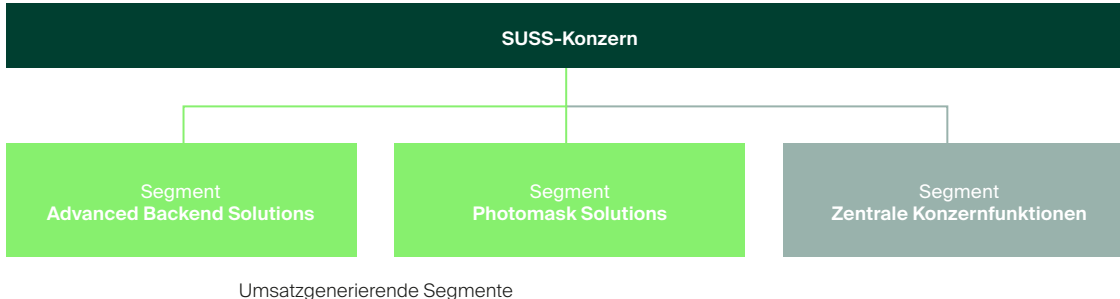 SUSS-Konzern
Segment
Advanced Backend Solutions
Segment
Photomask Solutions
Segment
Zentrale Konzernfunktionen
Umsatzgenerierende Segmente